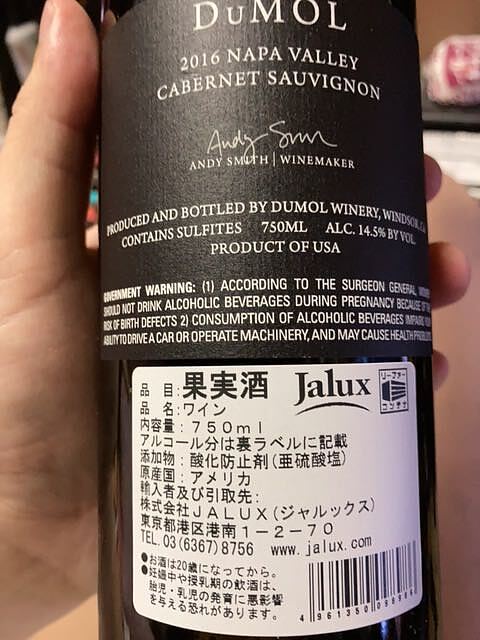 DuMOL
2016 NAPA VALLEY
CABERNET SAUVIGNON
Andy Smith
ANDY SMITH | WINEMAKER
PRODUCED AND BOTTLED BY DUMOL WINERY, WINDSOR, CA
CONTAINS SULFITES 750ML ALC. 14.5% BY VOL.
PRODUCT OF USA
GOVERNMENT WARNING: (1) ACCORDING TO THE SURGEON GENERAL, WOMEN
SHOULD NOT DRINK ALCOHOLIC BEVERAGES DURING PREGNANCY BECAUSE OF THE
RISK OF BIRTH DEFECTS 2) CONSUMPTION OF ALCOHOLIC BEVERAGES IMPAIRS YOUR
ABILITY TO DRIVE A CAR OR OPERATE MACHINERY, AND MAY CAUSE HEALTH PROBLEMS
品 目:果実酒 Jalux リーファー コンテナ
品 名:ワイン
内容量:750ml
アルコール分は裏ラベルに記載
添加物:酸化防止剤(亜硫酸塩)
原産国:アメリカ
輸入者及び引取先:
株式会社JALUX(ジャルックス)
東京都港区港南1-2-70
TEL.03(6367)8756 www.jalux.com
●お酒は20歳になってから。
●妊娠中や授乳期の飲酒は、
胎児・乳児の発育に悪影響
を与える恐れがあります。
4 961350